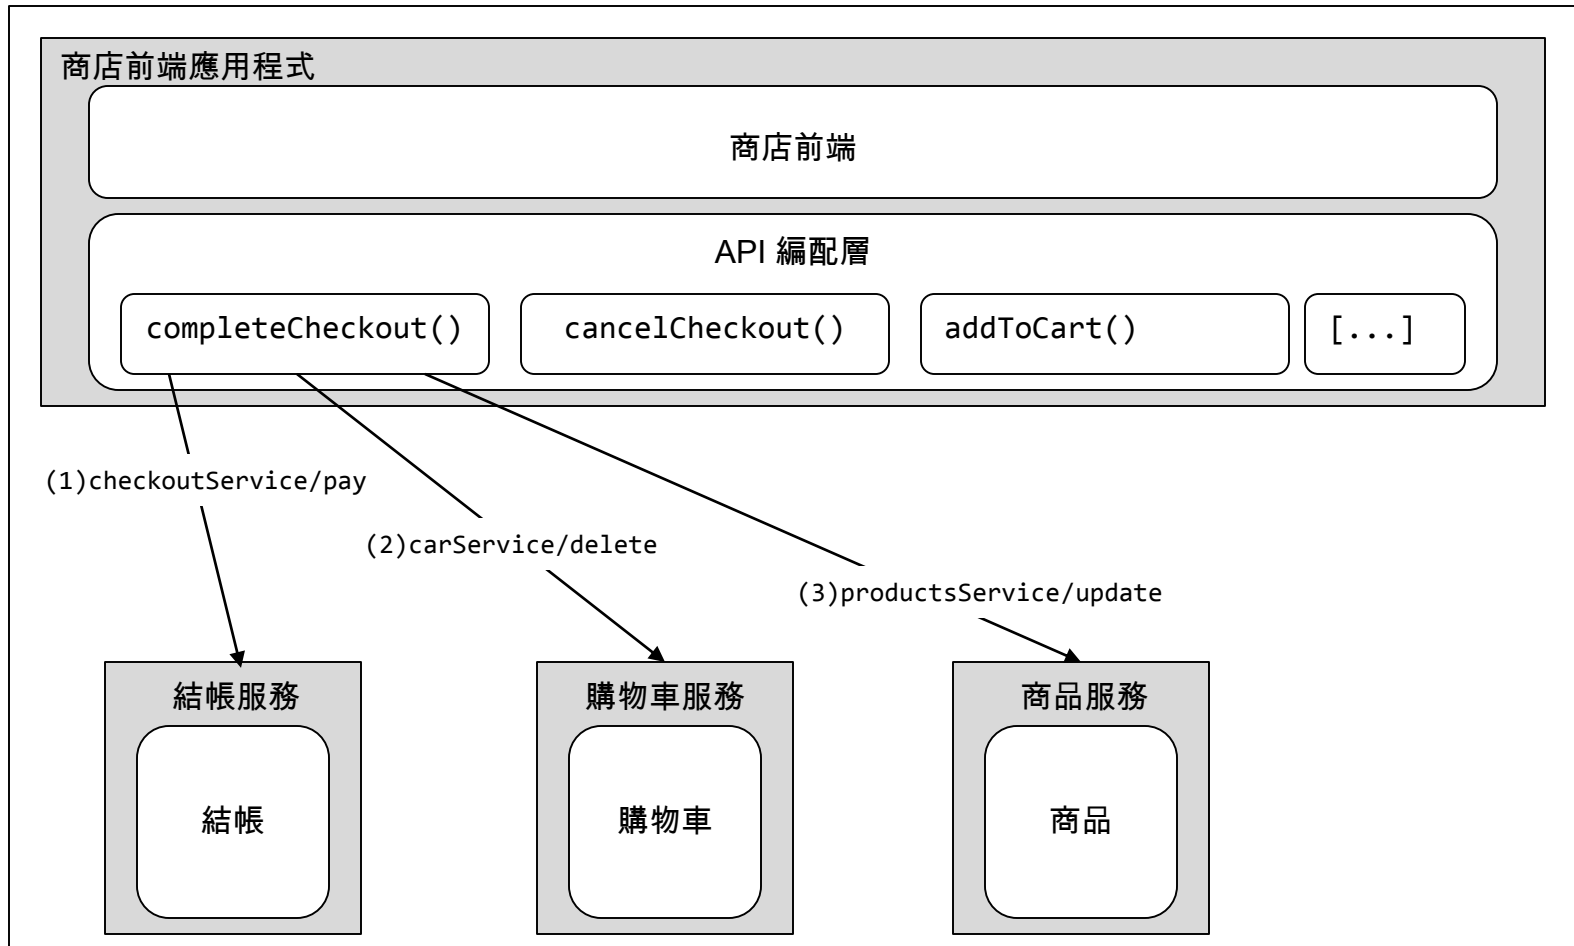 商店前端應用程式
商店前端
API 編配層
completeCheckout()
cancelCheckout()
addToCart()
[...]
(1)checkoutService/pay
(2)carService/delete
(3)productsService/update
結帳服務
購物車服務
商品服務
結帳
購物車
商品